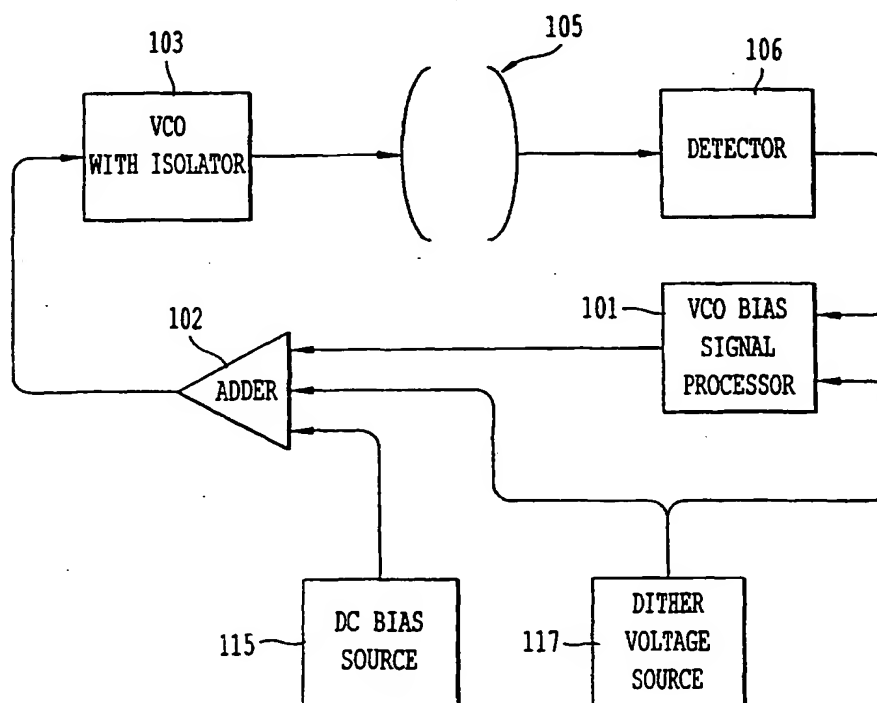 103
105
106
VCO
WITH ISOLATOR
DETECTOR
101
VCO BIAS
SIGNAL
PROCESSOR
102
ADDER
115
DC BIAS
SOURCE
117
DITHER
VOLTAGE
SOURCE